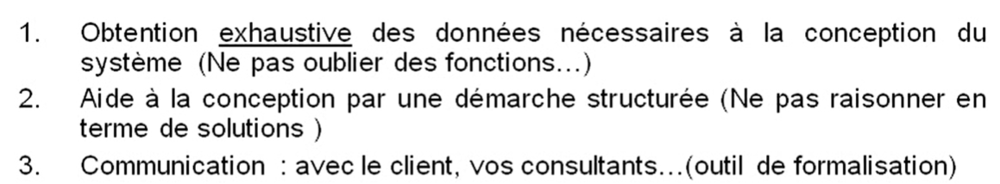 1. Obtention exhaustive des données nécessaires à la conception du
système (Ne pas oublier des fonctions...)
2. Aide à la conception par une démarche structurée (Ne pas raisonner en
terme de solutions )
3. Communication : avec le client, vos consultants...(outil de formalisation)